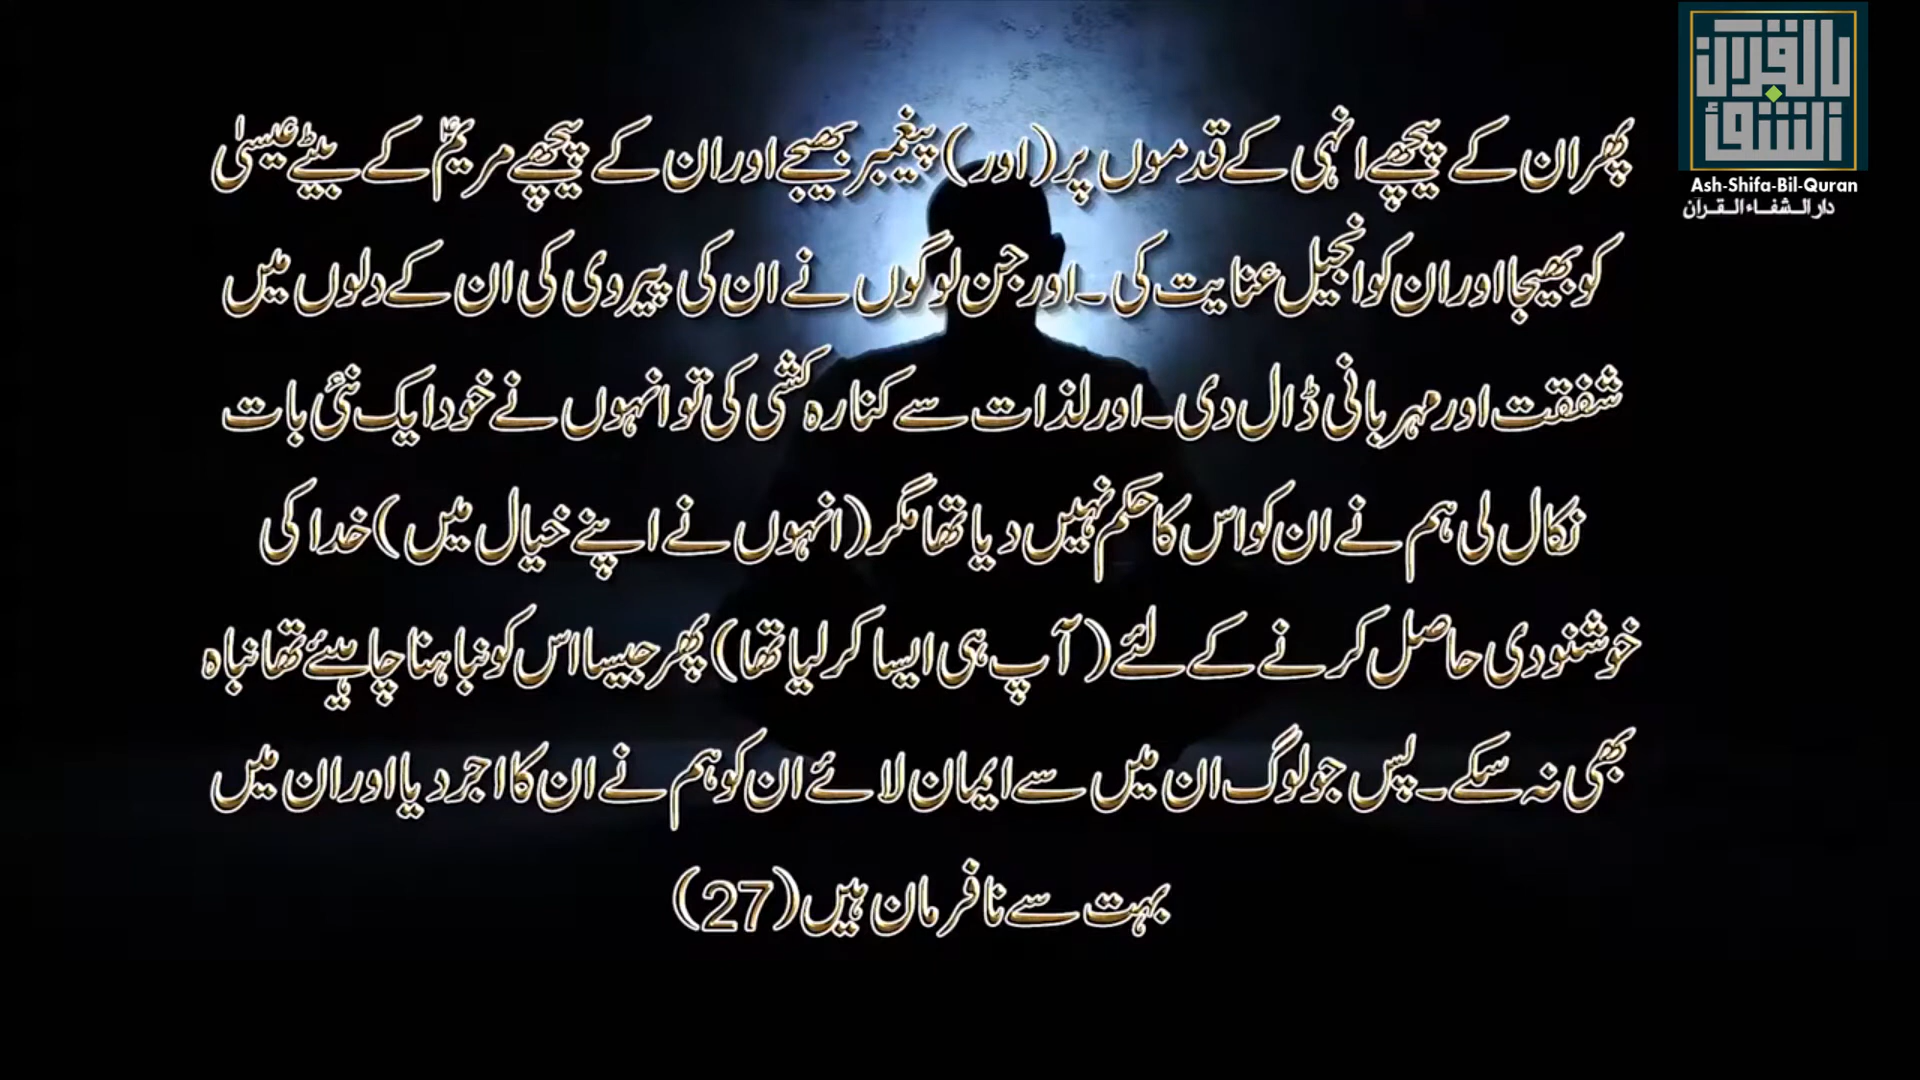 پھر ان کے پیچھے انہی کے قدموں پر (اور) پیغمبر بھیجے اور ان کے پیچھے مریمؑ کے بیٹے عیسیٰ
کو بھیجا اور ان کو انجیل عنایت کی۔ اور جن لوگوں نے ان کی پیروی کی ان کے دلوں میں
شفقت اور مہربانی ڈال دی۔ اور لذات سے کنارہ کشی کی تو انہوں نے خود ایک نئی بات
نکال لی ہم نے ان کو اس کا حکم نہیں دیا تھا مگر (انہوں نے اپنے خیال میں) خدا کی
خوشنودی حاصل کرنے کے لئے (آپ ہی ایسا کرلیا تھا) پھر جیسا اس کو نباہنا چاہیئے تھا نباہ
بھی نہ سکے۔ پس جو لوگ ان میں سے ایمان لائے ان کو ہم نے ان کا اجر دیا اور ان میں
بہت سے نافرمان ہیں (27)
بالقرآن
الشفاء
Ash-Shifa-Bil-Quran
دار الشفاء القرآن